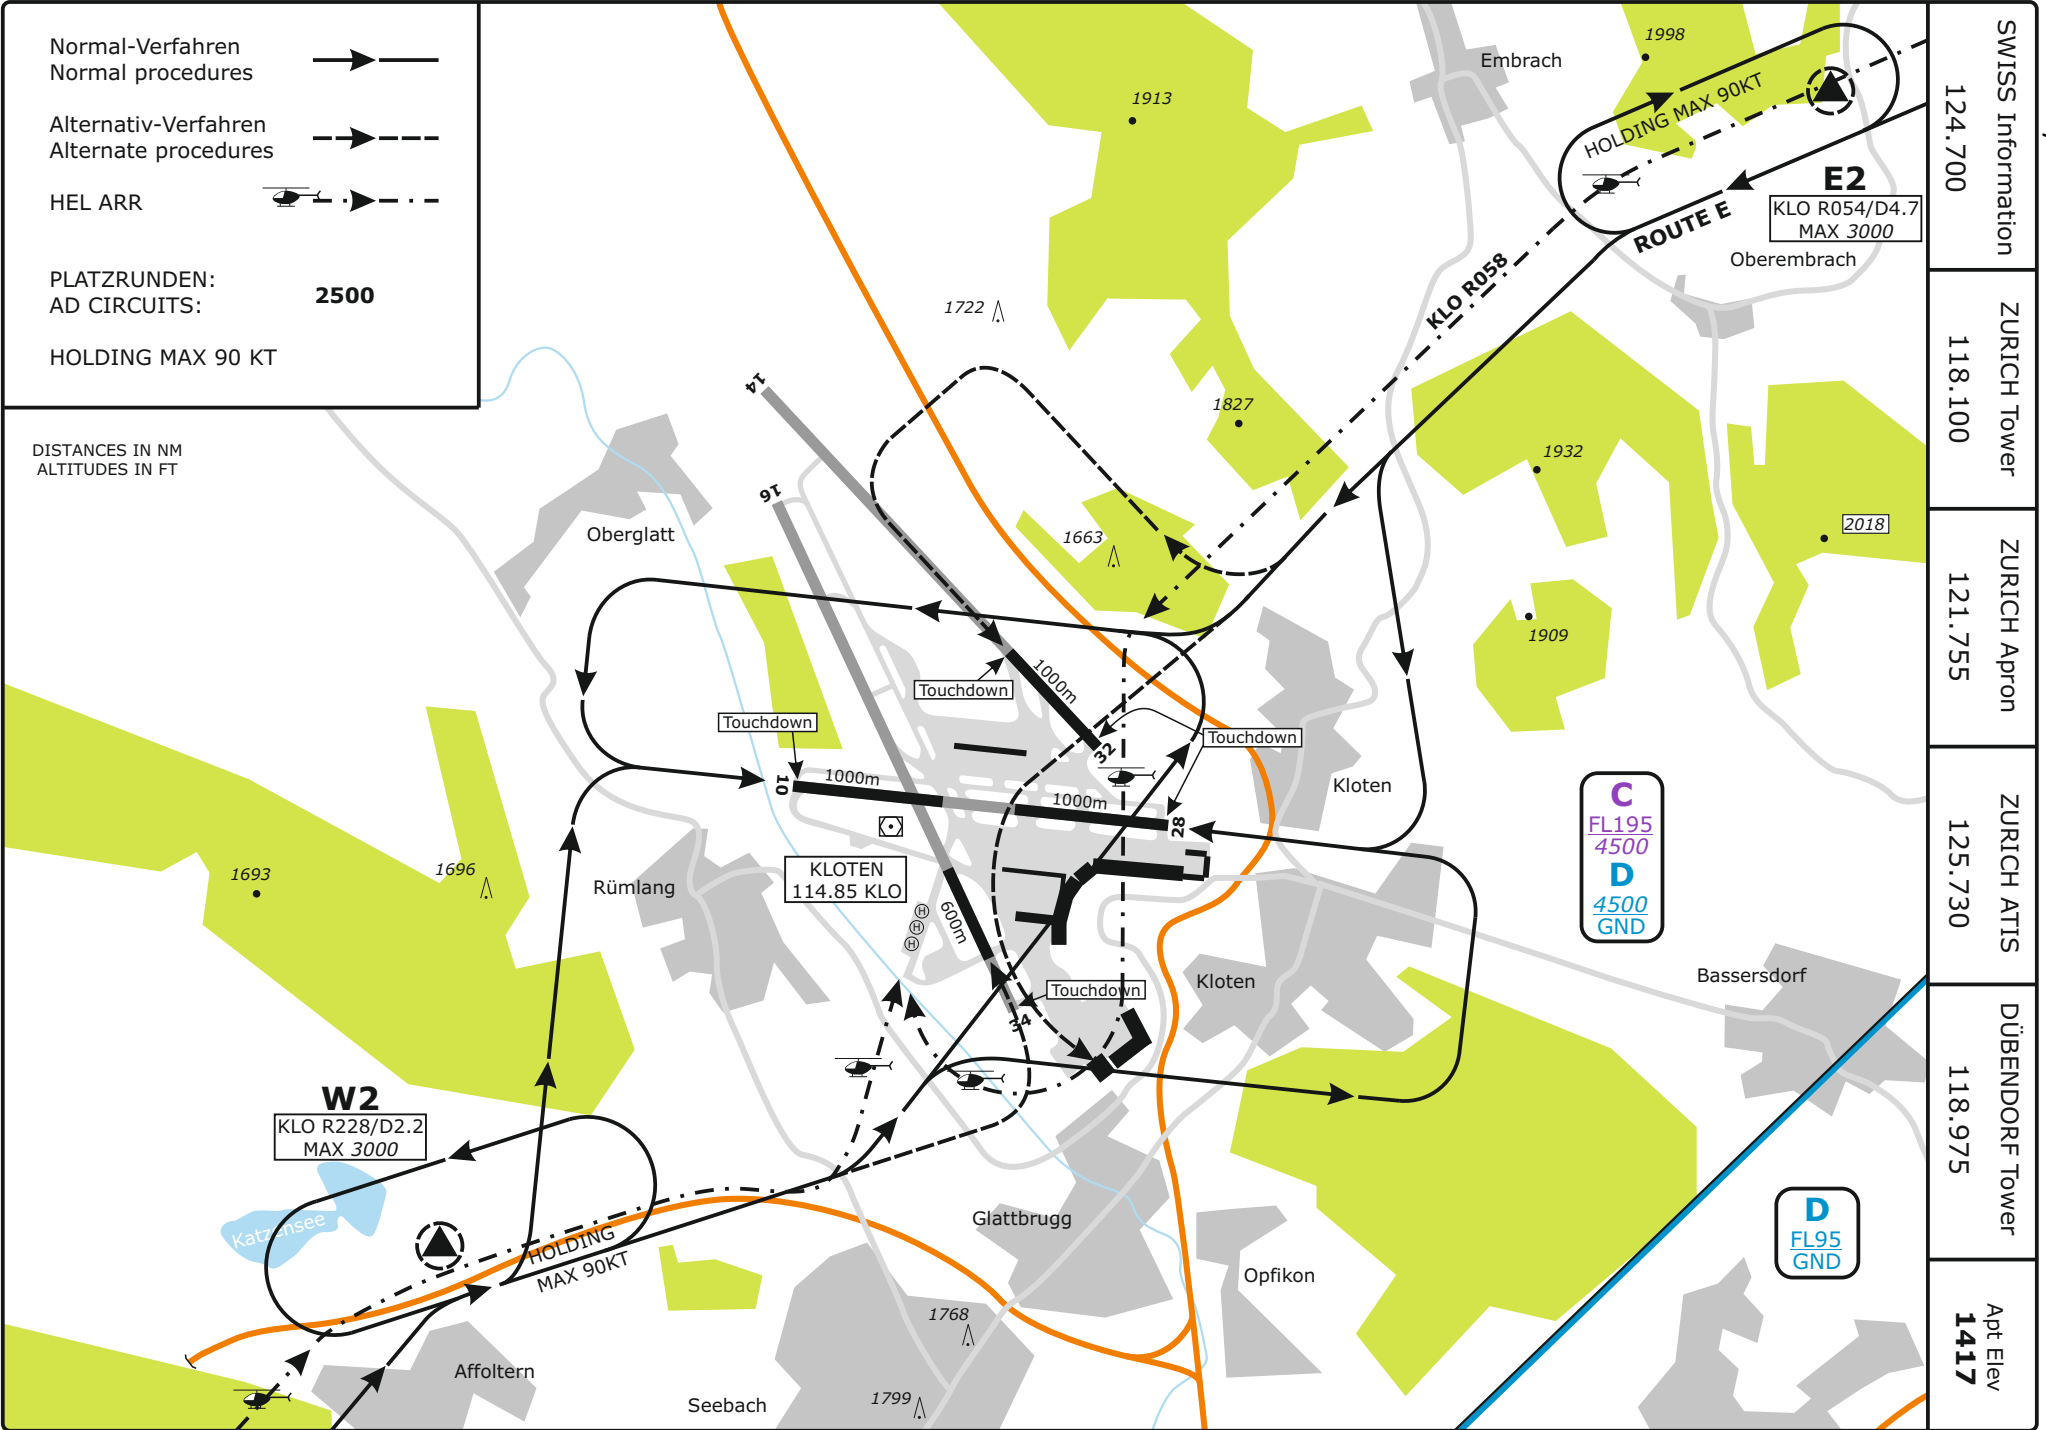 Normal-Verfahren
Normal procedures
Alternativ-Verfahren
Alternate procedures
HEL ARR
PLATZRUNDEN:
AD CIRCUITS:
2500
HOLDING MAX 90 KT
DISTANCES IN NM
ALTITUDES IN FT
1998
Embrach
1913
HOLDING MAX 90KT
E2
KLO R054/D4.7
MAX 3000
ROUTE E
Oberembrach
KLO R058
1722
14
1827
1932
16
2018
Oberglatt
1663
1909
1000m
Touchdown
Touchdown
Touchdown
32
10
1000m
1000m
28
Kloten
C
FL195
4500
D
4500
GND
KLOTEN
114.85 KLO
1693
1696
Rümlang
600m
H
H
H
Kloten
Bassersdorf
Touchdown
34
W2
KLO R228/D2.2
MAX 3000
Katzensee
HOLDING
MAX 90KT
Glattbrugg
Opfikon
D
FL95
GND
1768
Affoltern
Seebach
1799
SWISS Information
124.700
ZURICH Tower
118.100
ZURICH Apron
121.755
ZURICH ATIS
125.730
DÜBENDORF Tower
118.975
Apt Elev
1417